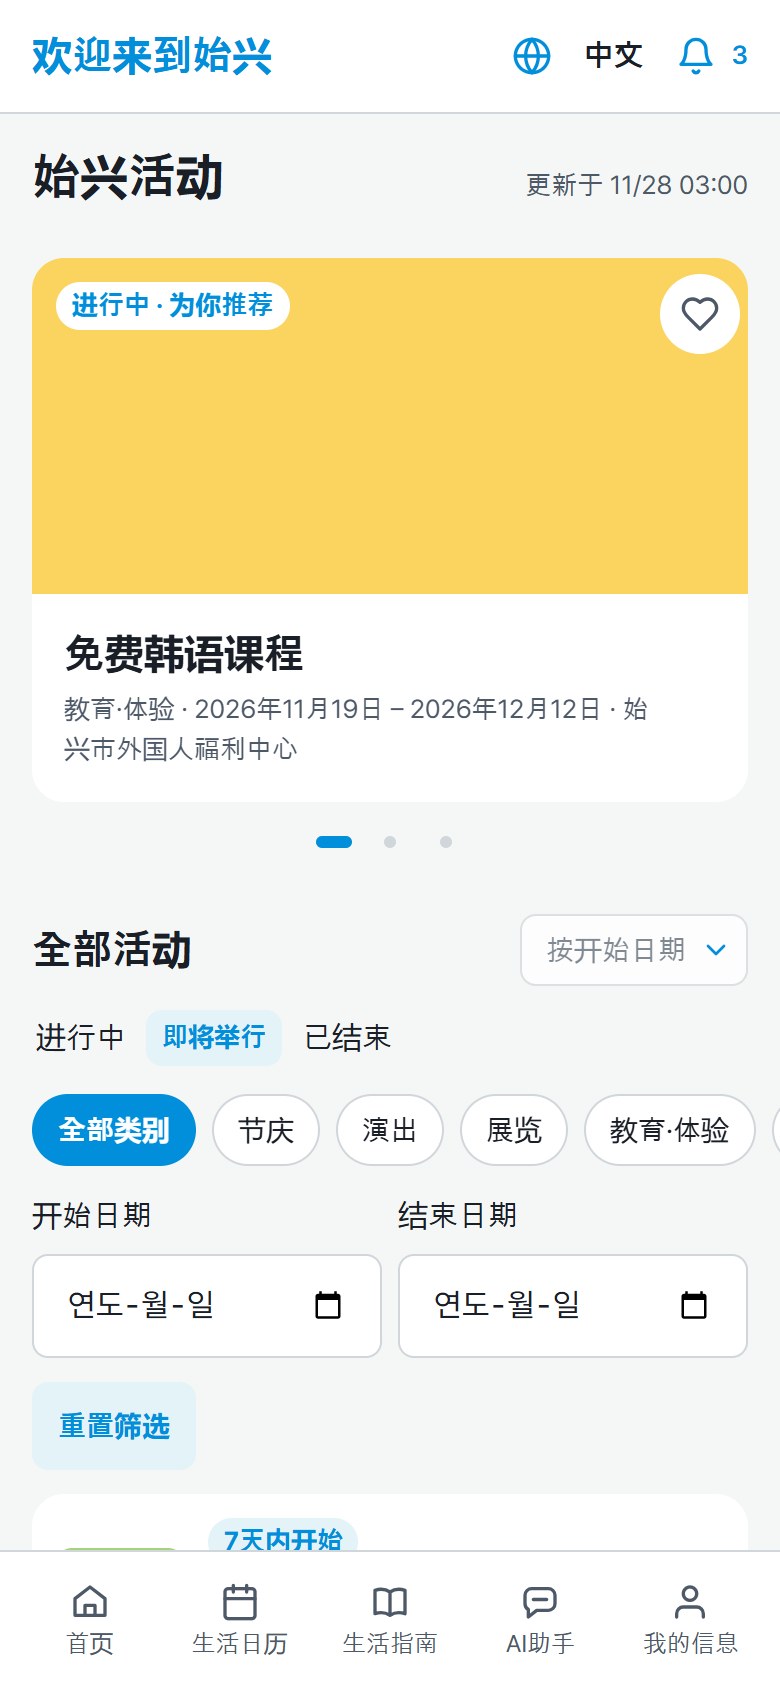 欢迎来到始兴
中文
3
始兴活动
更新于 11/28 03:00
进行中 · 为你推荐
免费韩语课程
教育·体验 · 2026年11月19日 – 2026年12月12日 · 始
兴市外国人福利中心
全部活动
按开始日期
进行中 即将举行 已结束
全部类别 节庆 演出 展览 教育·体验
开始日期 结束日期
연도-월-일 연도-월-일
重置筛选
7天内开始
首页 生活日历 生活指南 AI助手 我的信息